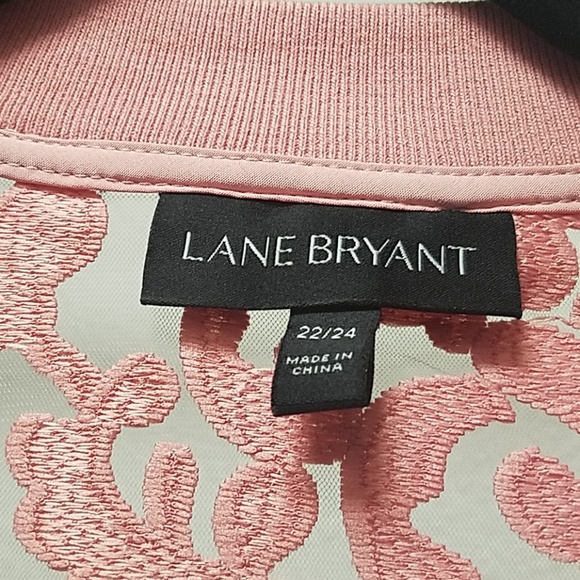 LANE BRYANT
22/24
MADE IN
CHINA